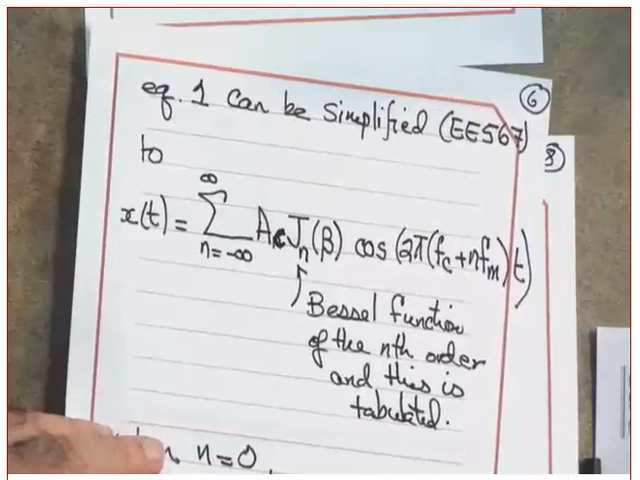 6
eq. 1 can be simplified (EE567)
to
8
x(t) = ∞ Σ n=-∞ Ac Jn(β) cos (2π(fc+nfm)t)
Bessel function
of the nth order
and this is
tabulated.
n=0,